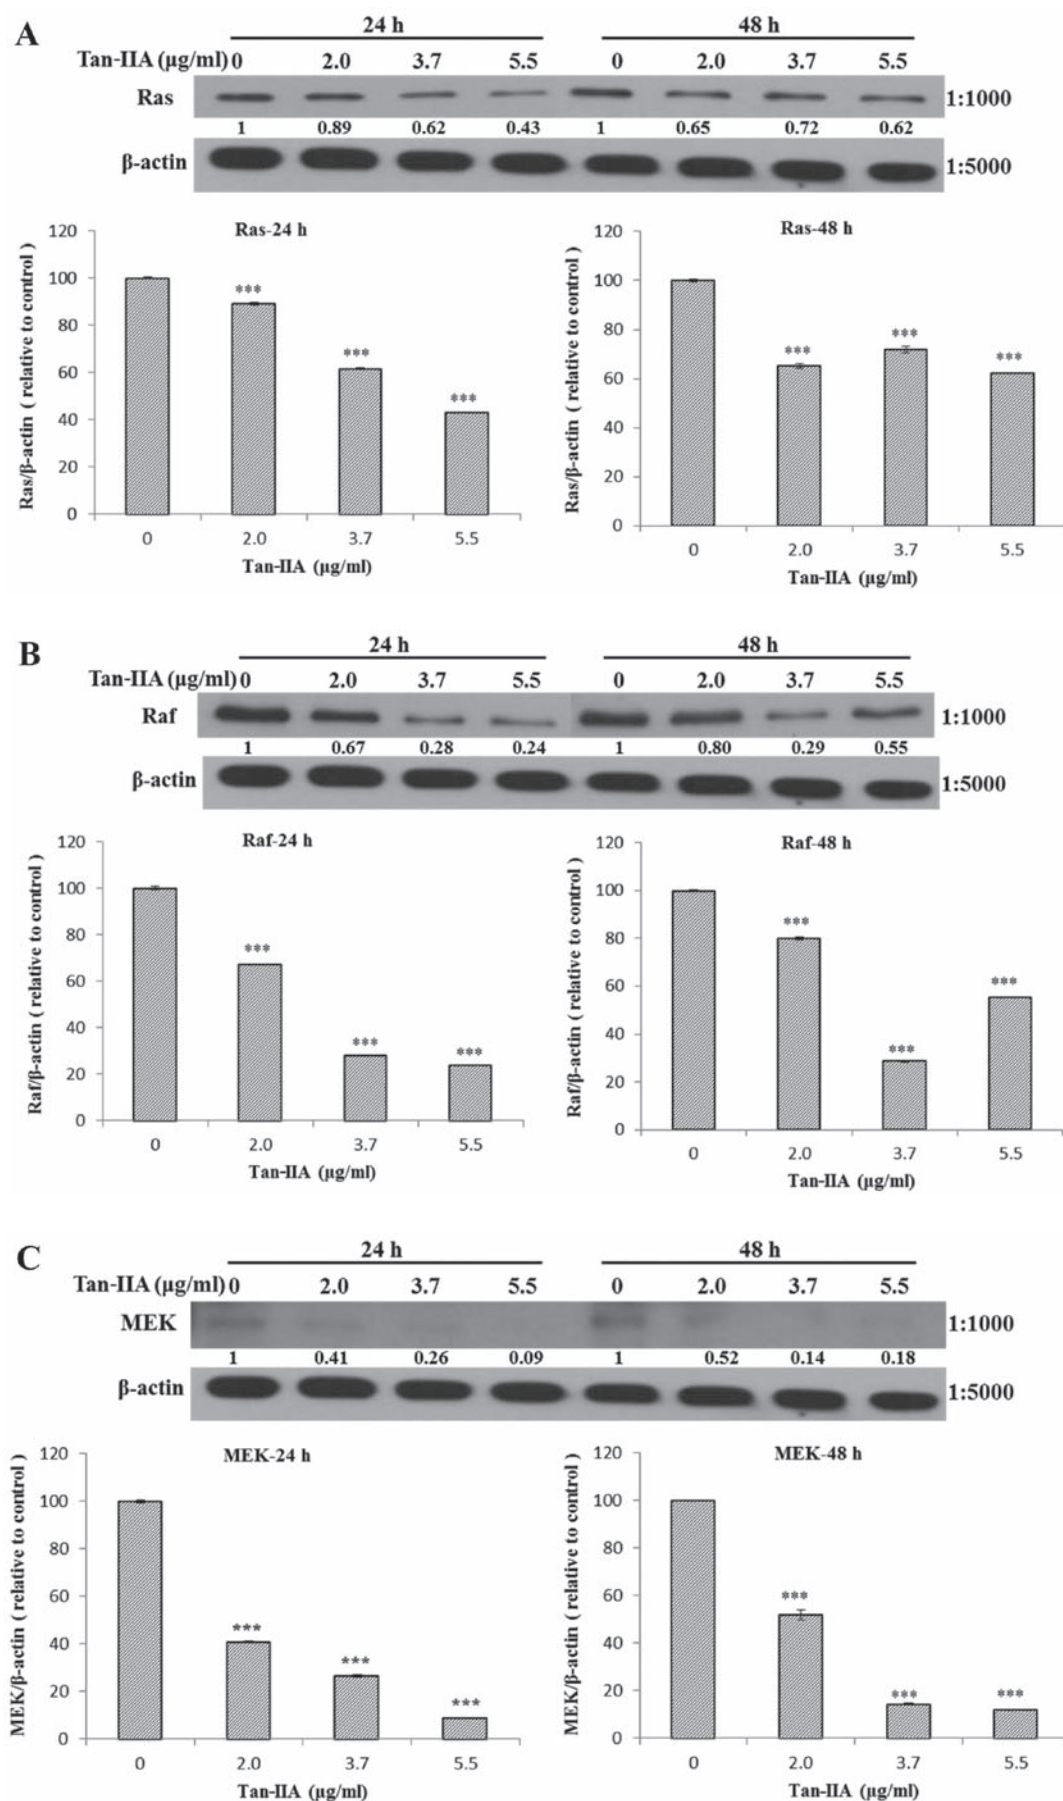 A
24 h 48 h
Tan-IIA (µg/ml) 0 2.0 3.7 5.5 0 2.0 3.7 5.5
Ras 1:1000
1 0.89 0.62 0.43 1 0.65 0.72 0.62
β-actin 1:5000
Ras-24 h
Ras/β-actin ( relative to control )
120
100
80
60
40
20
0
***
***
***
0 2.0 3.7 5.5
Tan-IIA (µg/ml)
Ras-48 h
Ras/β-actin ( relative to control )
120
100
80
60
40
20
0
***
***
***
0 2.0 3.7 5.5
Tan-IIA (µg/ml)
B
24 h 48 h
Tan-IIA (µg/ml) 0 2.0 3.7 5.5 0 2.0 3.7 5.5
Raf 1:1000
1 0.67 0.28 0.24 1 0.80 0.29 0.55
β-actin 1:5000
Raf-24 h
Raf/β-actin ( relative to control )
120
100
80
60
40
20
0
***
***
***
0 2.0 3.7 5.5
Tan-IIA (µg/ml)
Raf-48 h
Raf/β-actin ( relative to control )
120
100
80
60
40
20
0
***
***
***
0 2.0 3.7 5.5
Tan-IIA (µg/ml)
C
24 h 48 h
Tan-IIA (µg/ml) 0 2.0 3.7 5.5 0 2.0 3.7 5.5
MEK 1:1000
1 0.41 0.26 0.09 1 0.52 0.14 0.18
β-actin 1:5000
MEK-24 h
MEK/β-actin ( relative to control )
120
100
80
60
40
20
0
***
***
***
0 2.0 3.7 5.5
Tan-IIA (µg/ml)
MEK-48 h
MEK/β-actin ( relative to control )
120
100
80
60
40
20
0
***
***
***
0 2.0 3.7 5.5
Tan-IIA (µg/ml)